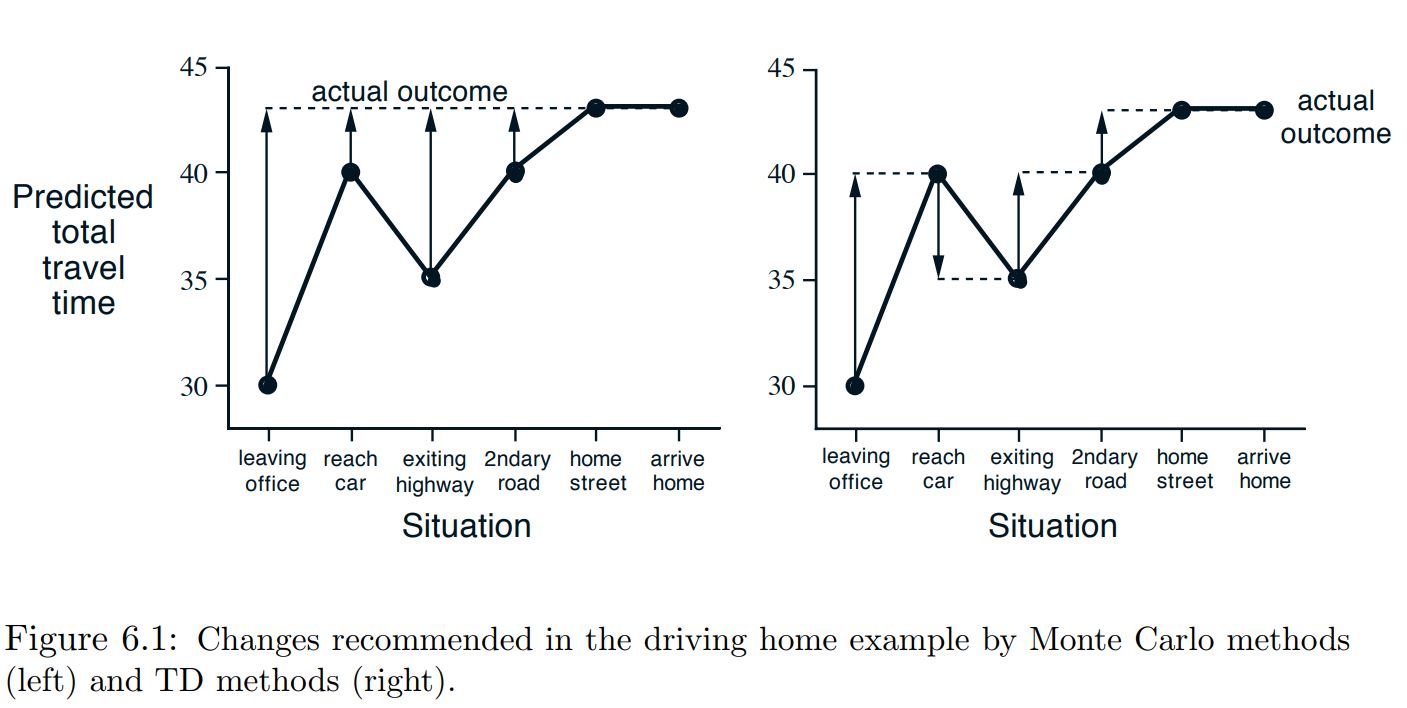 45
actual outcome
40
Predicted
total
travel
time
35
30
leaving
office
reach
car
exiting
highway
2ndary
road
home
street
arrive
home
Situation
45
actual
outcome
40
35
30
leaving
office
reach
car
exiting
highway
2ndary
road
home
street
arrive
home
Situation
Figure 6.1: Changes recommended in the driving home example by Monte Carlo methods
(left) and TD methods (right).